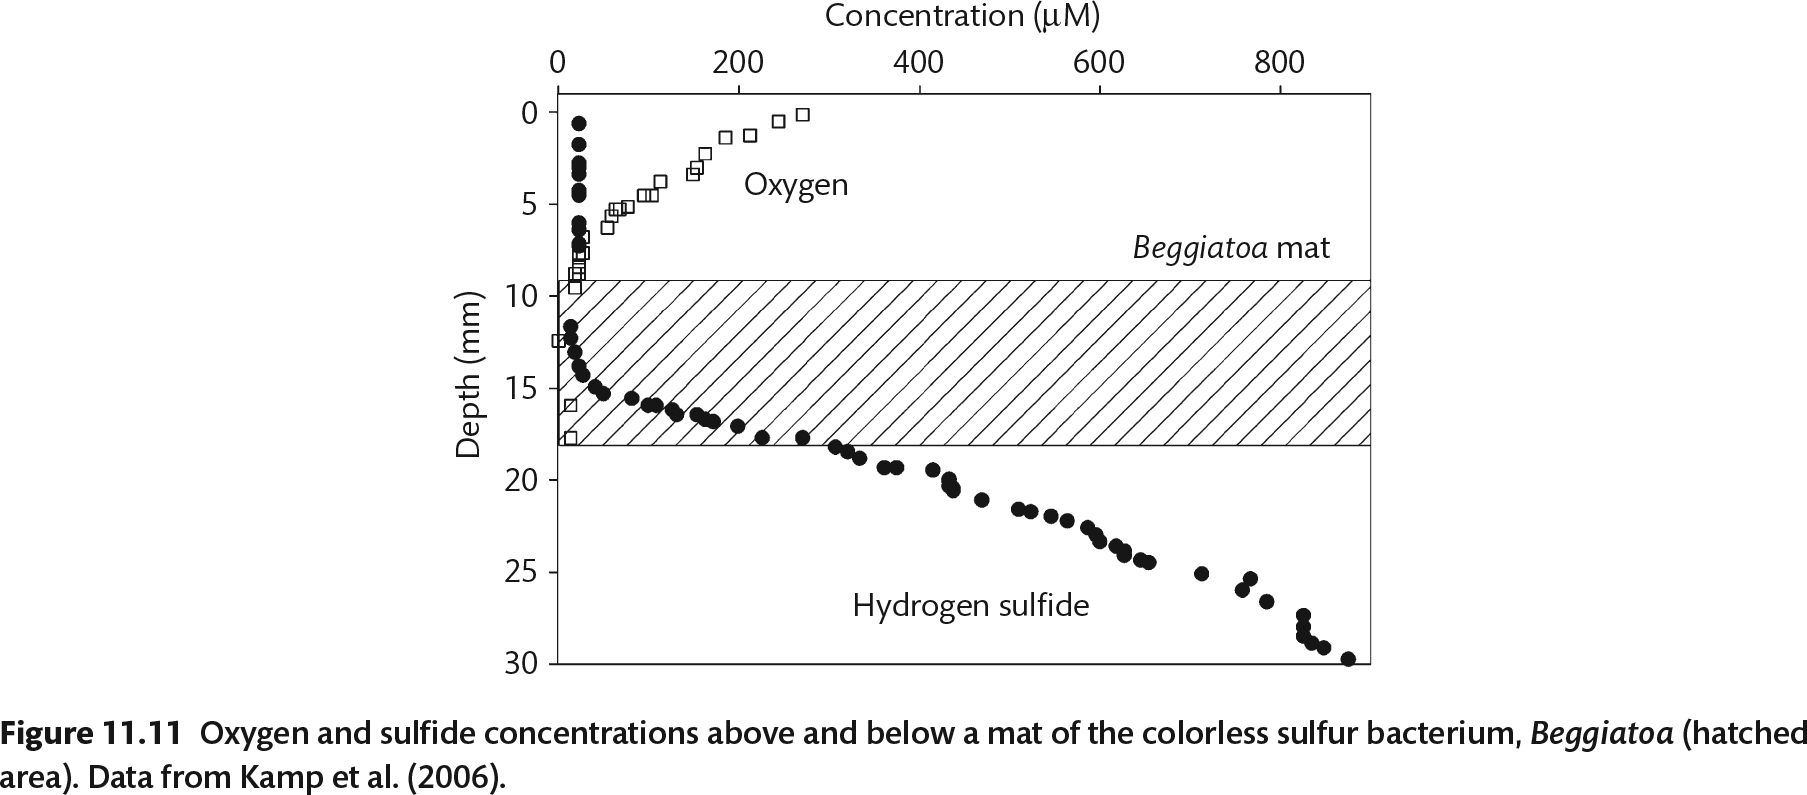 Concentration (μM)
0 200 400 600 800
0
Oxygen
5
Beggiatoa mat
10
Depth (mm)
15
20
25
Hydrogen sulfide
30
Figure 11.11 Oxygen and sulfide concentrations above and below a mat of the colorless sulfur bacterium, Beggiatoa (hatched
area). Data from Kamp et al. (2006).